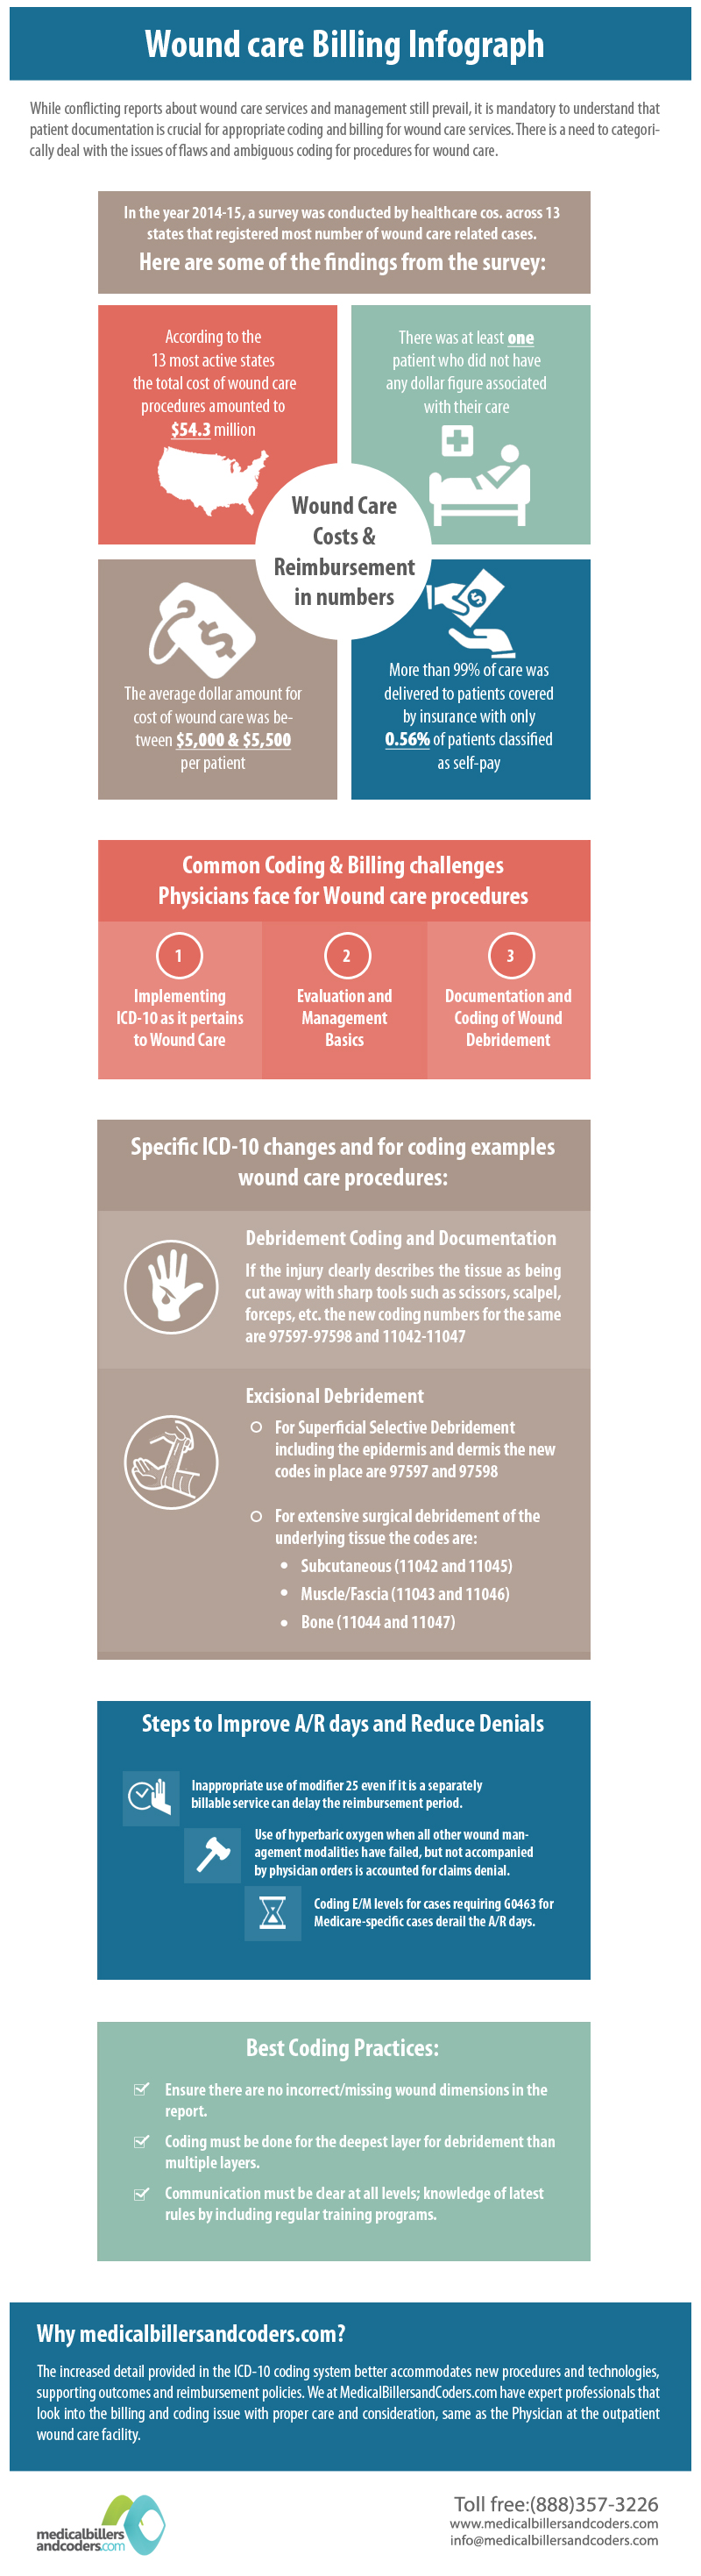 Wound care Billing Infograph
While conflicting reports about wound care services and management still prevail, it is mandatory to understand that
patient documentation is crucial for appropriate coding and billing for wound care services. There is a need to categori-
cally deal with the issues of flaws and ambiguous coding for procedures for wound care.
In the year 2014-15, a survey was conducted by healthcare cos. across 13
states that registered most number of wound care related cases.
Here are some of the findings from the survey:
According to the
13 most active states
the total cost of wound care
procedures amounted to
$54.3 million
There was at least one
patient who did not have
any dollar figure associated
with their care
Wound Care
Costs &
Reimbursement
in numbers
$
The average dollar amount for
cost of wound care was be-
tween $5,000 & $5,500
per patient
$
More than 99% of care was
delivered to patients covered
by insurance with only
0.56% of patients classified
as self-pay
Common Coding & Billing challenges
Physicians face for Wound care procedures
1
Implementing
ICD-10 as it pertains
to Wound Care
2
Evaluation and
Management
Basics
3
Documentation and
Coding of Wound
Debridement
Specific ICD-10 changes and for coding examples
wound care procedures:
Debridement Coding and Documentation
If the injury clearly describes the tissue as being
cut away with sharp tools such as scissors, scalpel,
forceps, etc. the new coding numbers for the same
are 97597-97598 and 11042-11047
Excisional Debridement
For Superficial Selective Debridement
including the epidermis and dermis the new
codes in place are 97597 and 97598
For extensive surgical debridement of the
underlying tissue the codes are:
• Subcutaneous (11042 and 11045)
• Muscle/Fascia (11043 and 11046)
• Bone (11044 and 11047)
Steps to Improve A/R days and Reduce Denials
Inappropriate use of modifier 25 even if it is a separately
billable service can delay the reimbursement period.
Use of hyperbaric oxygen when all other wound man-
agement modalities have failed, but not accompanied
by physician orders is accounted for claims denial.
Coding E/M levels for cases requiring G0463 for
Medicare-specific cases derail the A/R days.
Best Coding Practices:
Ensure there are no incorrect/missing wound dimensions in the
report.
Coding must be done for the deepest layer for debridement than
multiple layers.
Communication must be clear at all levels; knowledge of latest
rules by including regular training programs.
Why medicalbillersandcoders.com?
The increased detail provided in the ICD-10 coding system better accommodates new procedures and technologies,
supporting outcomes and reimbursement policies. We at MedicalBillersandCoders.com have expert professionals that
look into the billing and coding issue with proper care and consideration, same as the Physician at the outpatient
wound care facility.
medicalbillers
andcoders.com
Toll free:(888)357-3226
www.medicalbillersandcoders.com
info@medicalbillersandcoders.com